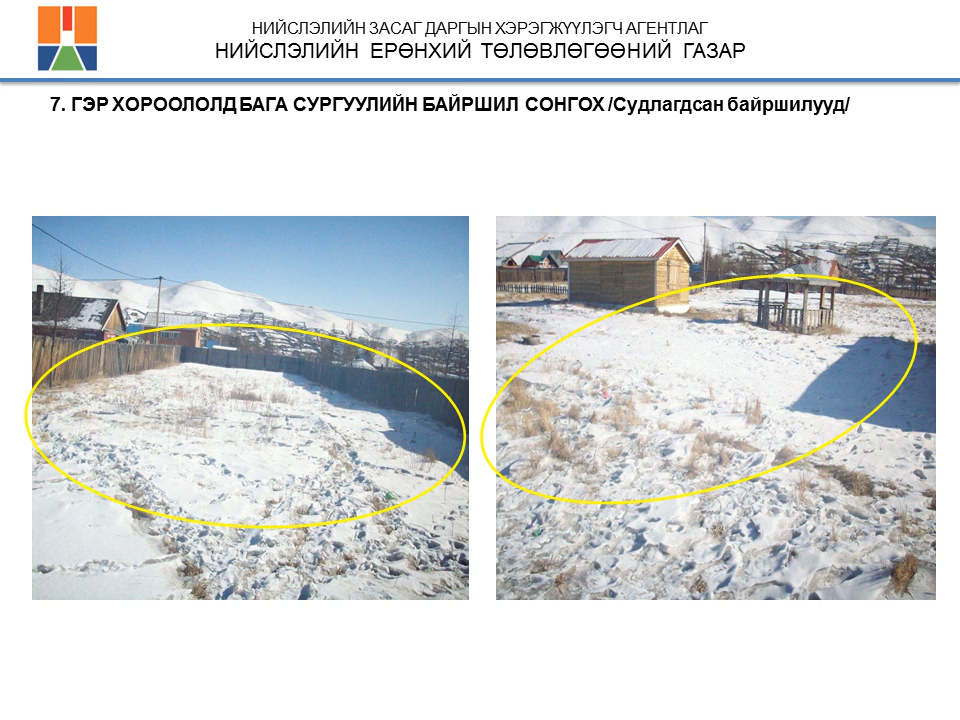 НИЙСЛЭЛИЙН ЗАСАГ ДАРГЫН ХЭРЭГЖҮҮЛЭГЧ АГЕНТЛАГ
НИЙСЛЭЛИЙН ЕРӨНХИЙ ТӨЛӨВЛӨГӨӨНИЙ ГАЗАР
7. ГЭР ХОРООЛОЛД БАГА СУРГУУЛИЙН БАЙРШИЛ СОНГОХ /Судлагдсан байршилууд/